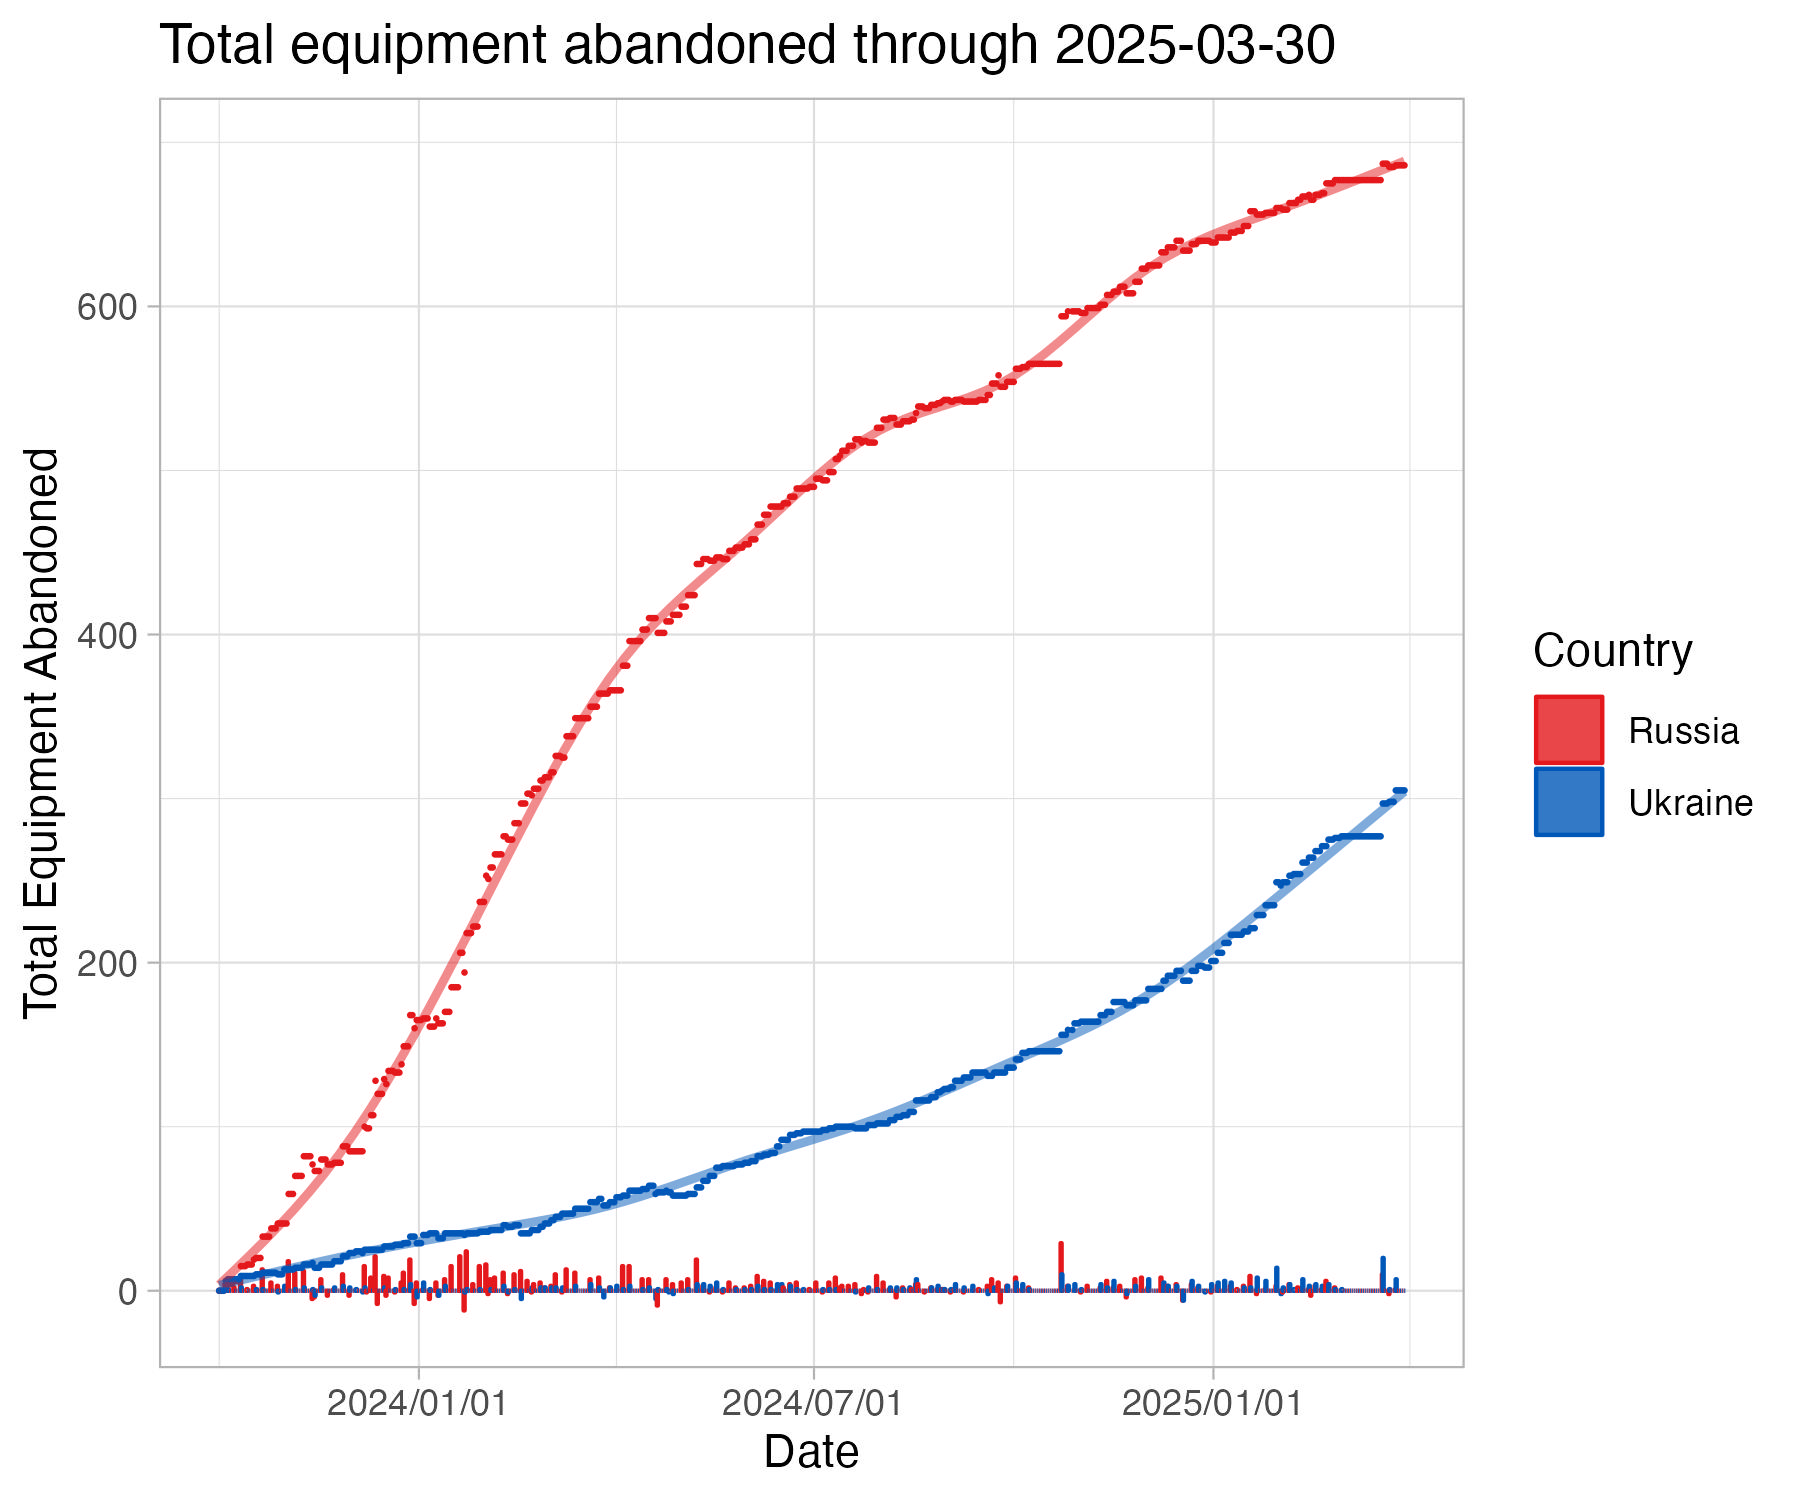 Total equipment abandoned through 2025-03-30
Total Equipment Abandoned
600
400
200
0
2024/01/01
2024/07/01
2025/01/01
Date
Country
Russia
Ukraine